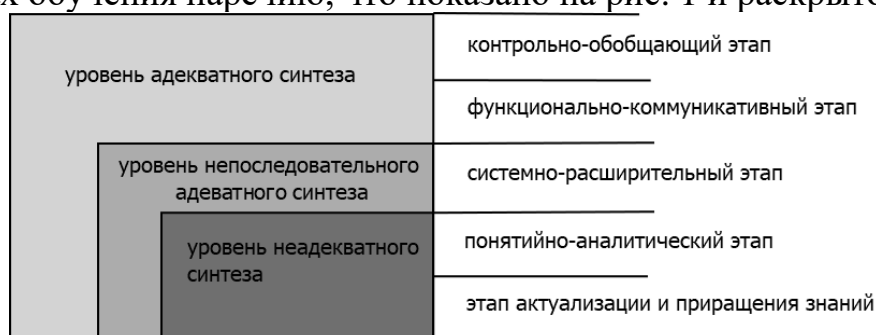 х обучения наречию, что показано на рис. 1 и раскрыто
контрольно-обобщающий этап
уровень адекватного синтеза
функционально-коммуникативный этап
уровень непоследовательного
адеватного синтеза
системно-расширительный этап
уровень неадекватного
синтеза
понятийно-аналитический этап
этап актуализации и приращения знаний